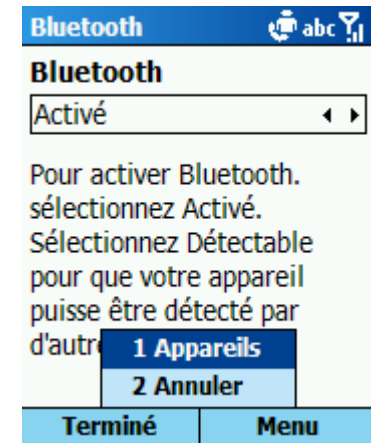 Bluetooth abc
Bluetooth
Activé
Pour activer Bluetooth.
sélectionnez Activé.
Sélectionnez Détectable
pour que votre appareil
puisse être détecté par
d'autre
1 Appareils
2 Annuler
Terminé Menu